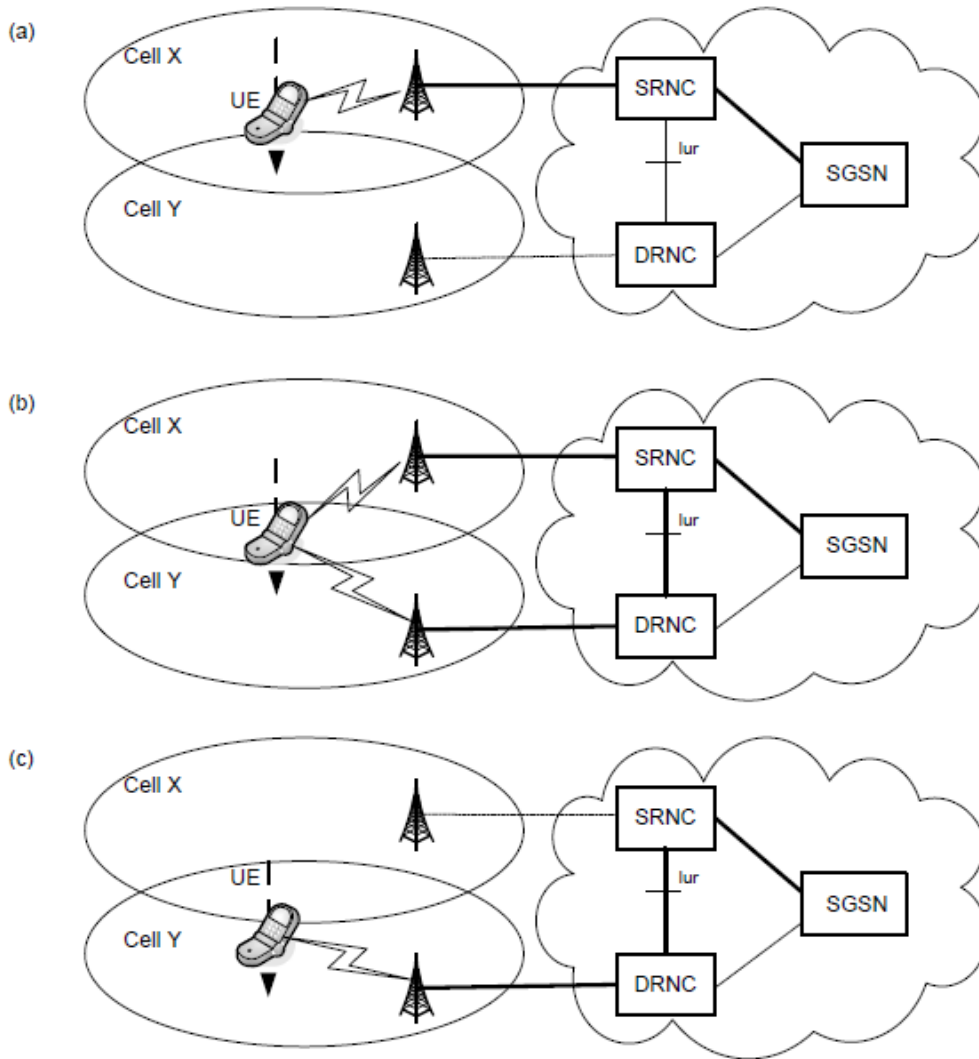 (a)
Cell X
UE
Cell Y
SRNC
Iur
DRNC
SGSN
(b)
Cell X
UE
Cell Y
SRNC
Iur
DRNC
SGSN
(c)
Cell X
UE
Cell Y
SRNC
Iur
DRNC
SGSN